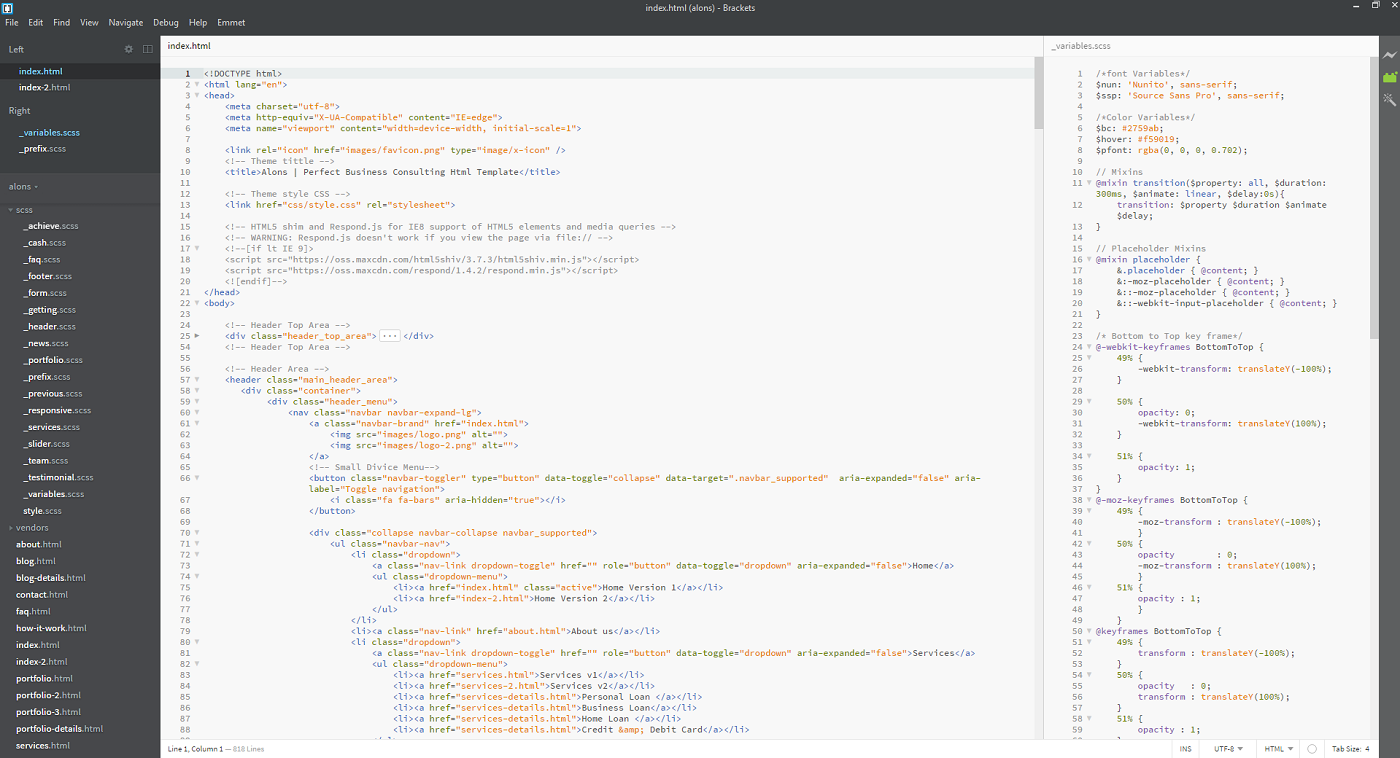 index.html (alons) - Brackets
File Edit Find View Navigate Debug Help Emmet
Left
index.html
index-2.html
Right
_variables.scss
_prefix.scss
alons
scss
_achieve.scss
_cash.scss
_faq.scss
_footer.scss
_form.scss
_getting.scss
_header.scss
_news.scss
_portfolio.scss
_prefix.scss
_previous.scss
_responsive.scss
_services.scss
_slider.scss
_team.scss
_testimonial.scss
_variables.scss
style.scss
vendors
about.html
blog.html
blog-details.html
contact.html
faq.html
how-it-work.html
index.html
index-2.html
portfolio.html
portfolio-2.html
portfolio-3.html
portfolio-details.html
services.html
index.html
1 <!DOCTYPE html>
2 <html lang="en">
3 <head>
4 <meta charset="utf-8">
5 <meta http-equiv="X-UA-Compatible" content="IE=edge">
6 <meta name="viewport" content="width=device-width, initial-scale=1">
7
8 <link rel="icon" href="images/favicon.png" type="image/x-icon" />
9 <!-- Theme tittle -->
10 <title>Alons | Perfect Business Consulting Html Template</title>
11
12 <!-- Theme style CSS -->
13 <link href="css/style.css" rel="stylesheet">
14
15 <!-- HTML5 shim and Respond.js for IE8 support of HTML5 elements and media queries -->
16 <!-- WARNING: Respond.js doesn't work if you view the page via file:// -->
17 <!--[if lt IE 9]>
18 <script src="https://oss.maxcdn.com/html5shiv/3.7.3/html5shiv.min.js"></script>
19 <script src="https://oss.maxcdn.com/respond/1.4.2/respond.min.js"></script>
20 <![endif]-->
21 </head>
22 <body>
23
24 <!-- Header Top Area -->
25 <div class="header_top_area"> ... </div>
54 <!-- Header Top Area -->
55
56 <!-- Header Area -->
57 <header class="main_header_area">
58 <div class="container">
59 <div class="header_menu">
60 <nav class="navbar navbar-expand-lg">
61 <a class="navbar-brand" href="index.html">
62 <img src="images/logo.png" alt="">
63 <img src="images/logo-2.png" alt="">
64 </a>
65 <!-- Small Divice Menu-->
66 <button class="navbar-toggler" type="button" data-toggle="collapse" data-target=".navbar_supported" aria-expanded="false" aria-
label="Toggle navigation">
67 <i class="fa fa-bars" aria-hidden="true"></i>
68 </button>
69
70 <div class="collapse navbar-collapse navbar_supported">
71 <ul class="navbar-nav">
72 <li class="dropdown">
73 <a class="nav-link dropdown-toggle" href="" role="button" data-toggle="dropdown" aria-expanded="false">Home</a>
74 <ul class="dropdown-menu">
75 <li><a href="index.html" class="active">Home Version 1</a></li>
76 <li><a href="index-2.html">Home Version 2</a></li>
77 </ul>
78 </li>
79 <li><a class="nav-link" href="about.html">About us</a></li>
80 <li class="dropdown">
81 <a class="nav-link dropdown-toggle" href="" role="button" data-toggle="dropdown" aria-expanded="false">Services</a>
82 <ul class="dropdown-menu">
83 <li><a href="services.html">Services v1</a></li>
84 <li><a href="services-2.html">Services v2</a></li>
85 <li><a href="services-details.html">Personal Loan </a></li>
86 <li><a href="services-details.html">Business Loan</a></li>
87 <li><a href="services-details.html">Home Loan </a></li>
88 <li><a href="services-details.html">Credit &amp; Debit Card</a></li>
Line 1, Column 1 — 818 Lines
_variables.scss
1 /*font Variables*/
2 $nun: 'Nunito', sans-serif;
3 $ssp: 'Source Sans Pro', sans-serif;
4
5 /*Color Variables*/
6 $bc: #2759ab;
7 $hover: #f59019;
8 $pfont: rgba(0, 0, 0, 0.702);
9
10 // Mixins
11 @mixin transition($property: all, $duration:
300ms, $animate: linear, $delay:0s){
12 transition: $property $duration $animate
$delay;
13 }
14
15 // Placeholder Mixins
16 @mixin placeholder {
17 &.placeholder { @content; }
18 &:-moz-placeholder { @content; }
19 &::-moz-placeholder { @content; }
20 &::-webkit-input-placeholder { @content; }
21 }
22
23 /* Bottom to Top key frame*/
24 @-webkit-keyframes BottomToTop {
25 49% {
26 -webkit-transform: translateY(-100%);
27 }
28
29 50% {
30 opacity: 0;
31 -webkit-transform: translateY(100%);
32 }
33
34 51% {
35 opacity: 1;
36 }
37 }
38 @-moz-keyframes BottomToTop {
39 49% {
40 -moz-transform : translateY(-100%);
41 }
42 50% {
43 opacity : 0;
44 -moz-transform : translateY(100%);
45 }
46 51% {
47 opacity : 1;
48 }
49 }
50 @keyframes BottomToTop {
51 49% {
52 transform : translateY(-100%);
53 }
54 50% {
55 opacity : 0;
56 transform : translateY(100%);
57 }
58 51% {
59 opacity : 1;
INS UTF-8 HTML Tab Size: 4